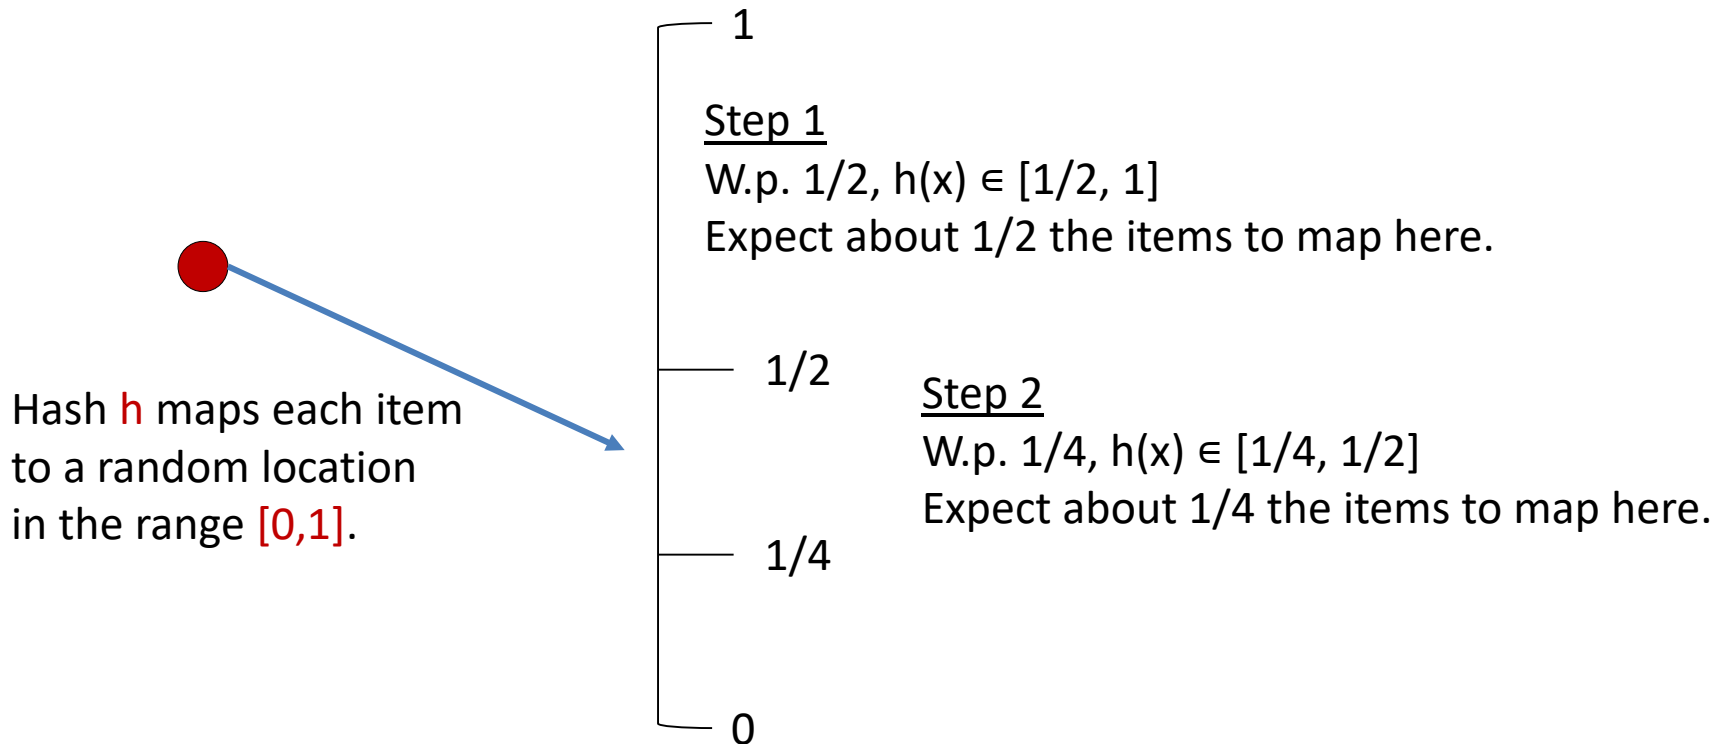 1
Step 1
W.p. 1/2, h(x) ∈ [1/2, 1]
Expect about 1/2 the items to map here.
1/2
Hash h maps each item
to a random location
in the range [0,1].
Step 2
W.p. 1/4, h(x) ∈ [1/4, 1/2]
Expect about 1/4 the items to map here.
1/4
0